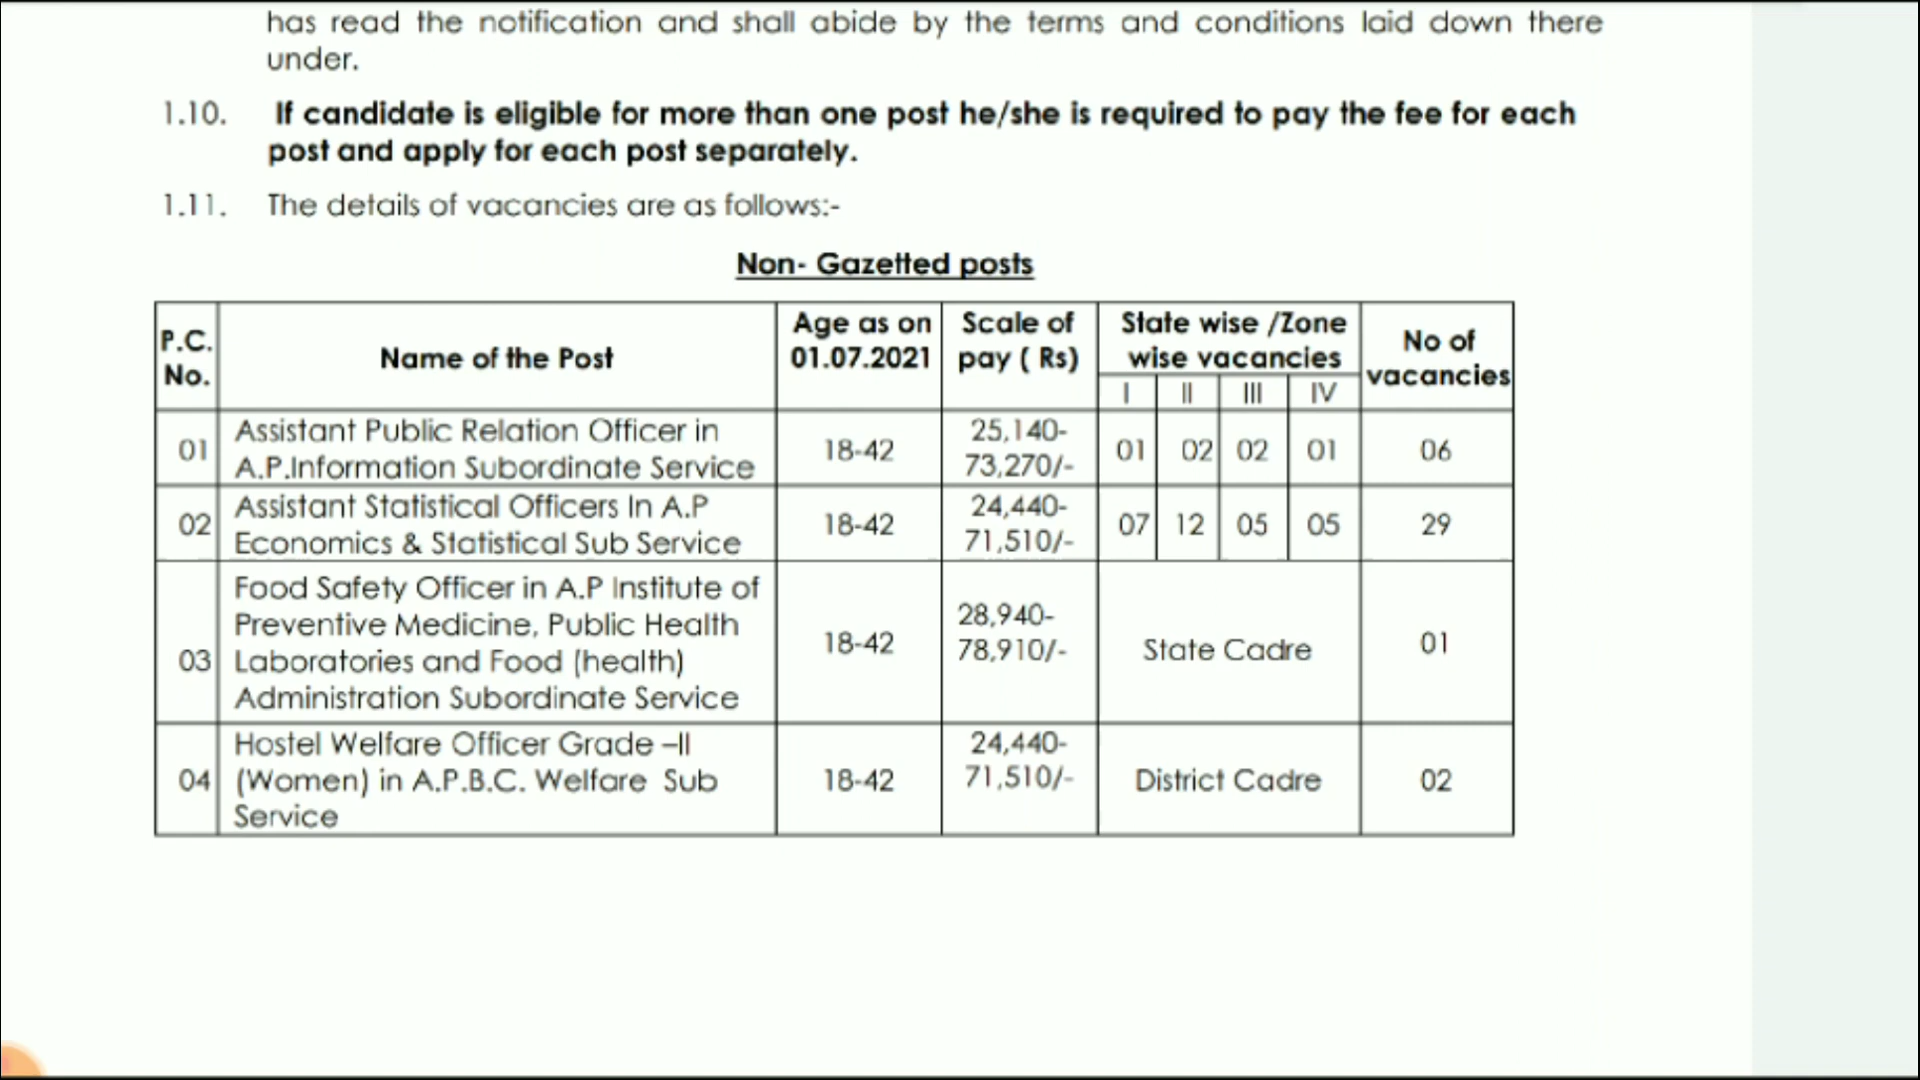 has read the notification and shall abide by the terms and conditions laid down there
under.
1.10. If candidate is eligible for more than one post he/she is required to pay the fee for each
post and apply for each post separately.
1.11. The details of vacancies are as follows:-
Non- Gazetted posts
P.C. No. Name of the Post Age as on 01.07.2021 Scale of pay ( Rs) State wise /Zone wise vacancies No of vacancies
I II III IV
01 Assistant Public Relation Officer in 18-42 25,140- 01 02 02 01 06
A.P.Information Subordinate Service 73,270/-
02 Assistant Statistical Officers In A.P 18-42 24,440- 07 12 05 05 29
Economics & Statistical Sub Service 71,510/-
Food Safety Officer in A.P Institute of
Preventive Medicine, Public Health 28,940-
03 Laboratories and Food (health) 18-42 78,910/- State Cadre 01
Administration Subordinate Service
Hostel Welfare Officer Grade –II 24,440-
04 (Women) in A.P.B.C. Welfare Sub 18-42 71,510/- District Cadre 02
Service